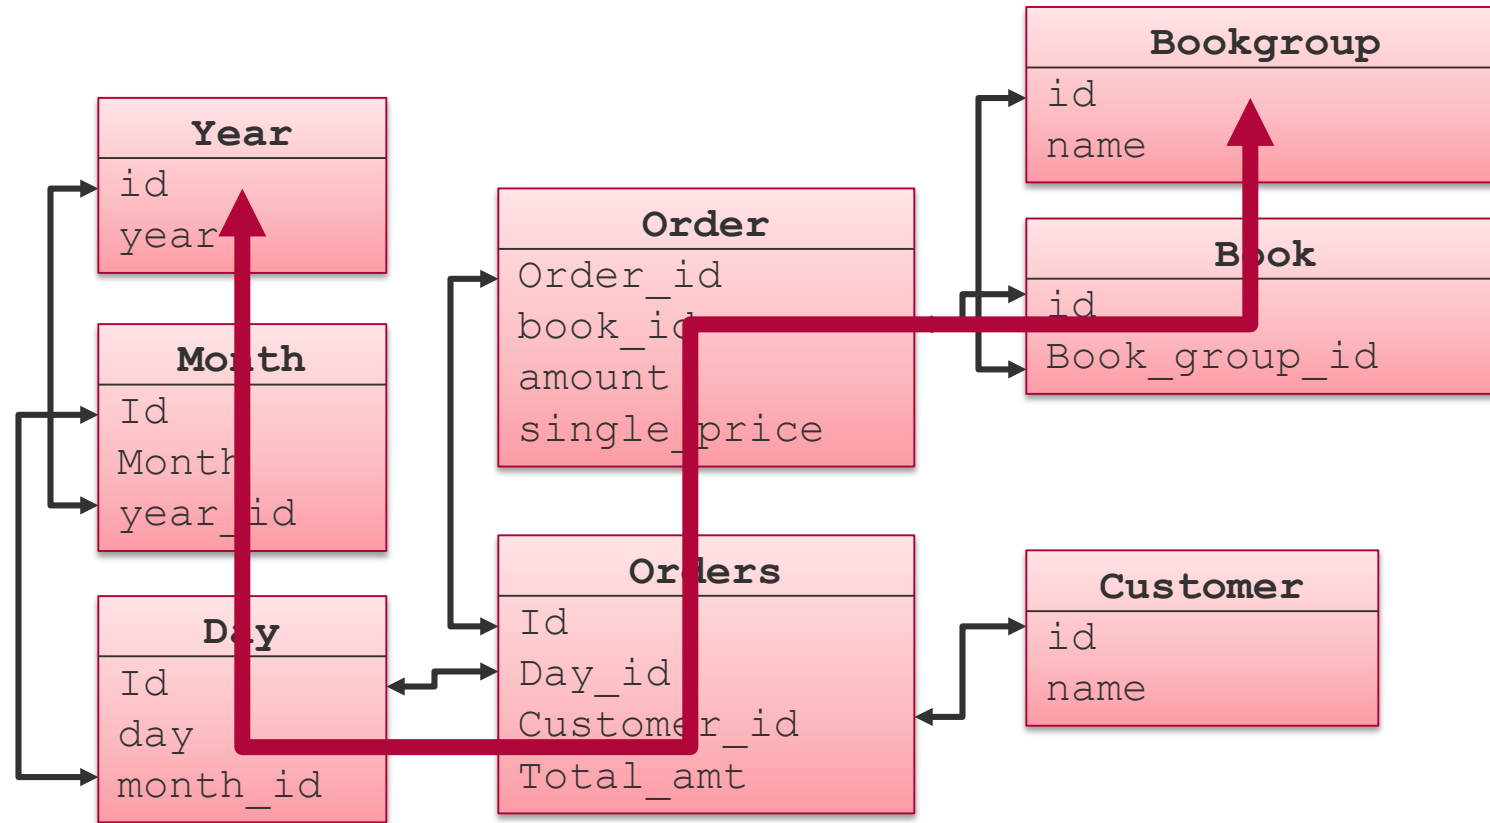 Year
id
year
Month
Id
Month
year_id
Day
Id
day
month_id
Order
Order_id
book_id
amount
single_price
Orders
Id
Day_id
Customer_id
Total_amt
Bookgroup
id
name
Book
id
Book_group_id
Customer
id
name